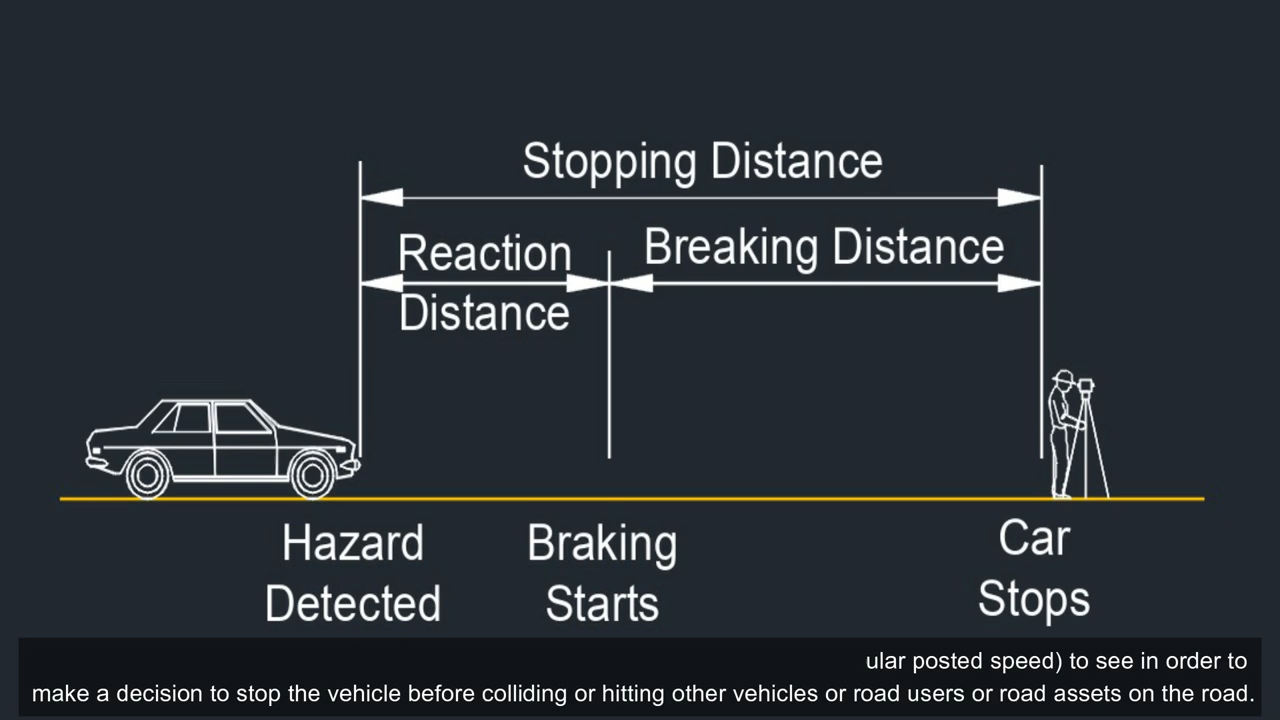 Stopping Distance
Reaction
Distance
Breaking Distance
Hazard
Detected
Braking
Starts
Car
Stops
ular posted speed) to see in order to
make a decision to stop the vehicle before colliding or hitting other vehicles or road users or road assets on the road.